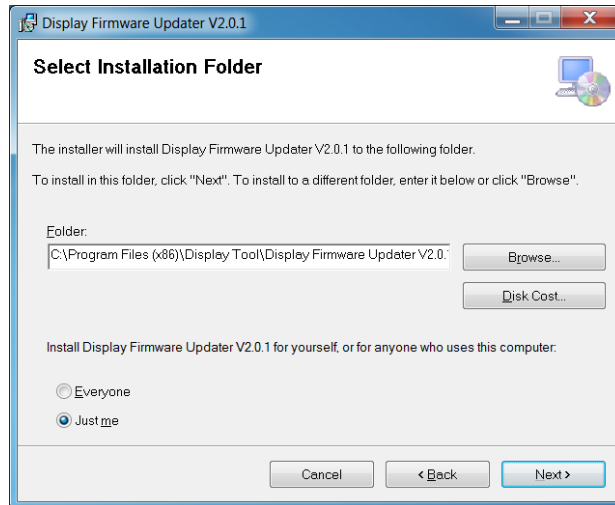 Display Firmware Updater V2.0.1
Select Installation Folder
The installer will install Display Firmware Updater V2.0.1 to the following folder.
To install in this folder, click "Next". To install to a different folder, enter it below or click "Browse".
Folder:
C:\Program Files (x86)\Display Tool\Display Firmware Updater V2.0.
Browse...
Disk Cost...
Install Display Firmware Updater V2.0.1 for yourself, or for anyone who uses this computer:
Everyone
Just me
Cancel
< Back
Next >